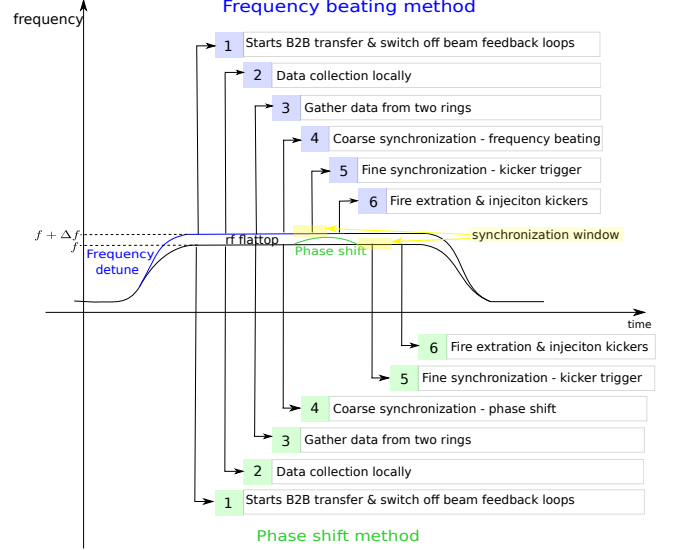 Frequency beating method
frequency
1 Starts B2B transfer & switch off beam feedback loops
2 Data collection locally
3 Gather data from two rings
4 Coarse synchronization - frequency beating
5 Fine synchronization - kicker trigger
6 Fire extration & injeciton kickers
f + Δf
synchronization window
rf flattop
f
Phase shift
Frequency
detune
time
6 Fire extration & injeciton kickers
5 Fine synchronization - kicker trigger
4 Coarse synchronization - phase shift
3 Gather data from two rings
2 Data collection locally
1 Starts B2B transfer & switch off beam feedback loops
Phase shift method